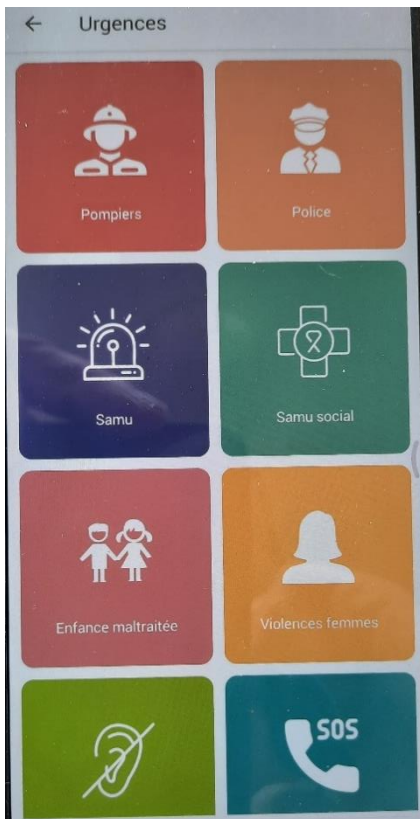 Urgences
Pompiers
Police
Samu
Samu social
Enfance maltraitée
Violences femmes
SOS